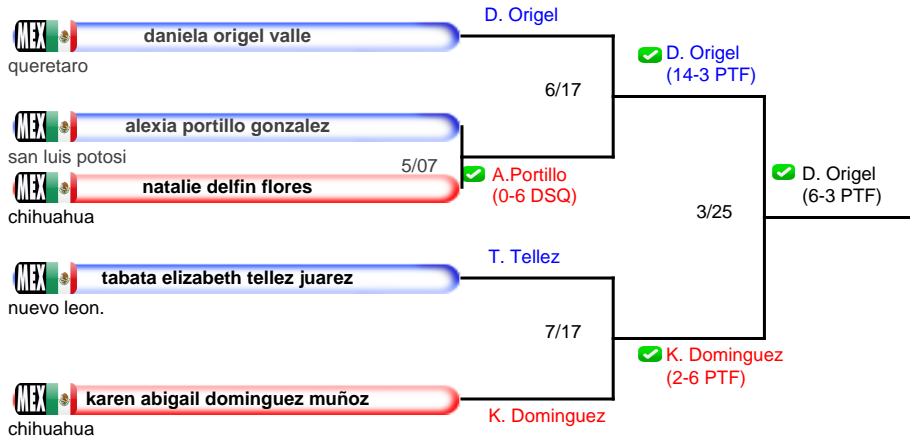 D. Origel
MEX daniela origel valle
queretaro
D. Origel
(14-3 PTF)
6/17
MEX alexia portillo gonzalez
san luis potosi
5/07
A.Portillo
(0-6 DSQ)
MEX natalie delfin flores
chihuahua
D. Origel
(6-3 PTF)
3/25
T. Tellez
MEX tabata elizabeth tellez juarez
nuevo leon.
7/17
K. Dominguez
(2-6 PTF)
MEX karen abigail dominguez muñoz
chihuahua
K. Dominguez